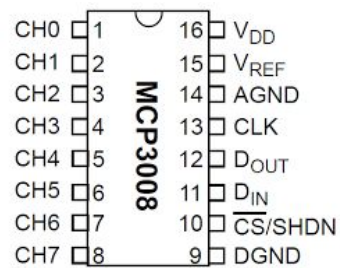 CH0 1 16 VDD
CH1 2 15 VREF
CH2 3 14 AGND
CH3 4 13 CLK
CH4 5 12 DOUT
CH5 6 11 DIN
CH6 7 10 CS/SHDN
CH7 8 9 DGND
MCP3008